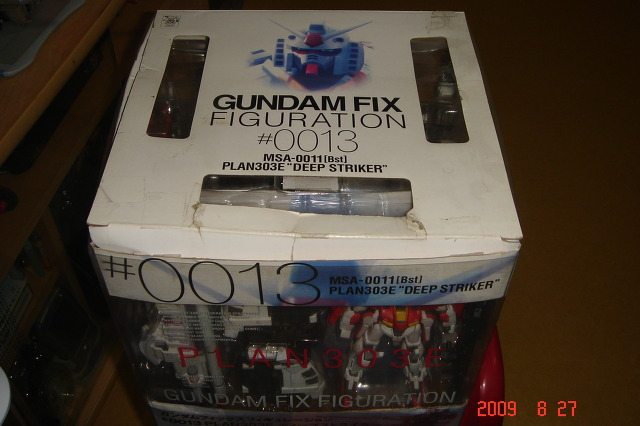 GUNDAM FIX
FIGURATION
#0013
MSA-0011[Bst]
PLAN303E "DEEP STRIKER"
#0013
MSA-0011[Bst]
PLAN303E "DEEP STRIKER"
PLAN303E
GUNDAM FIX FIGURATION
2009 8 27